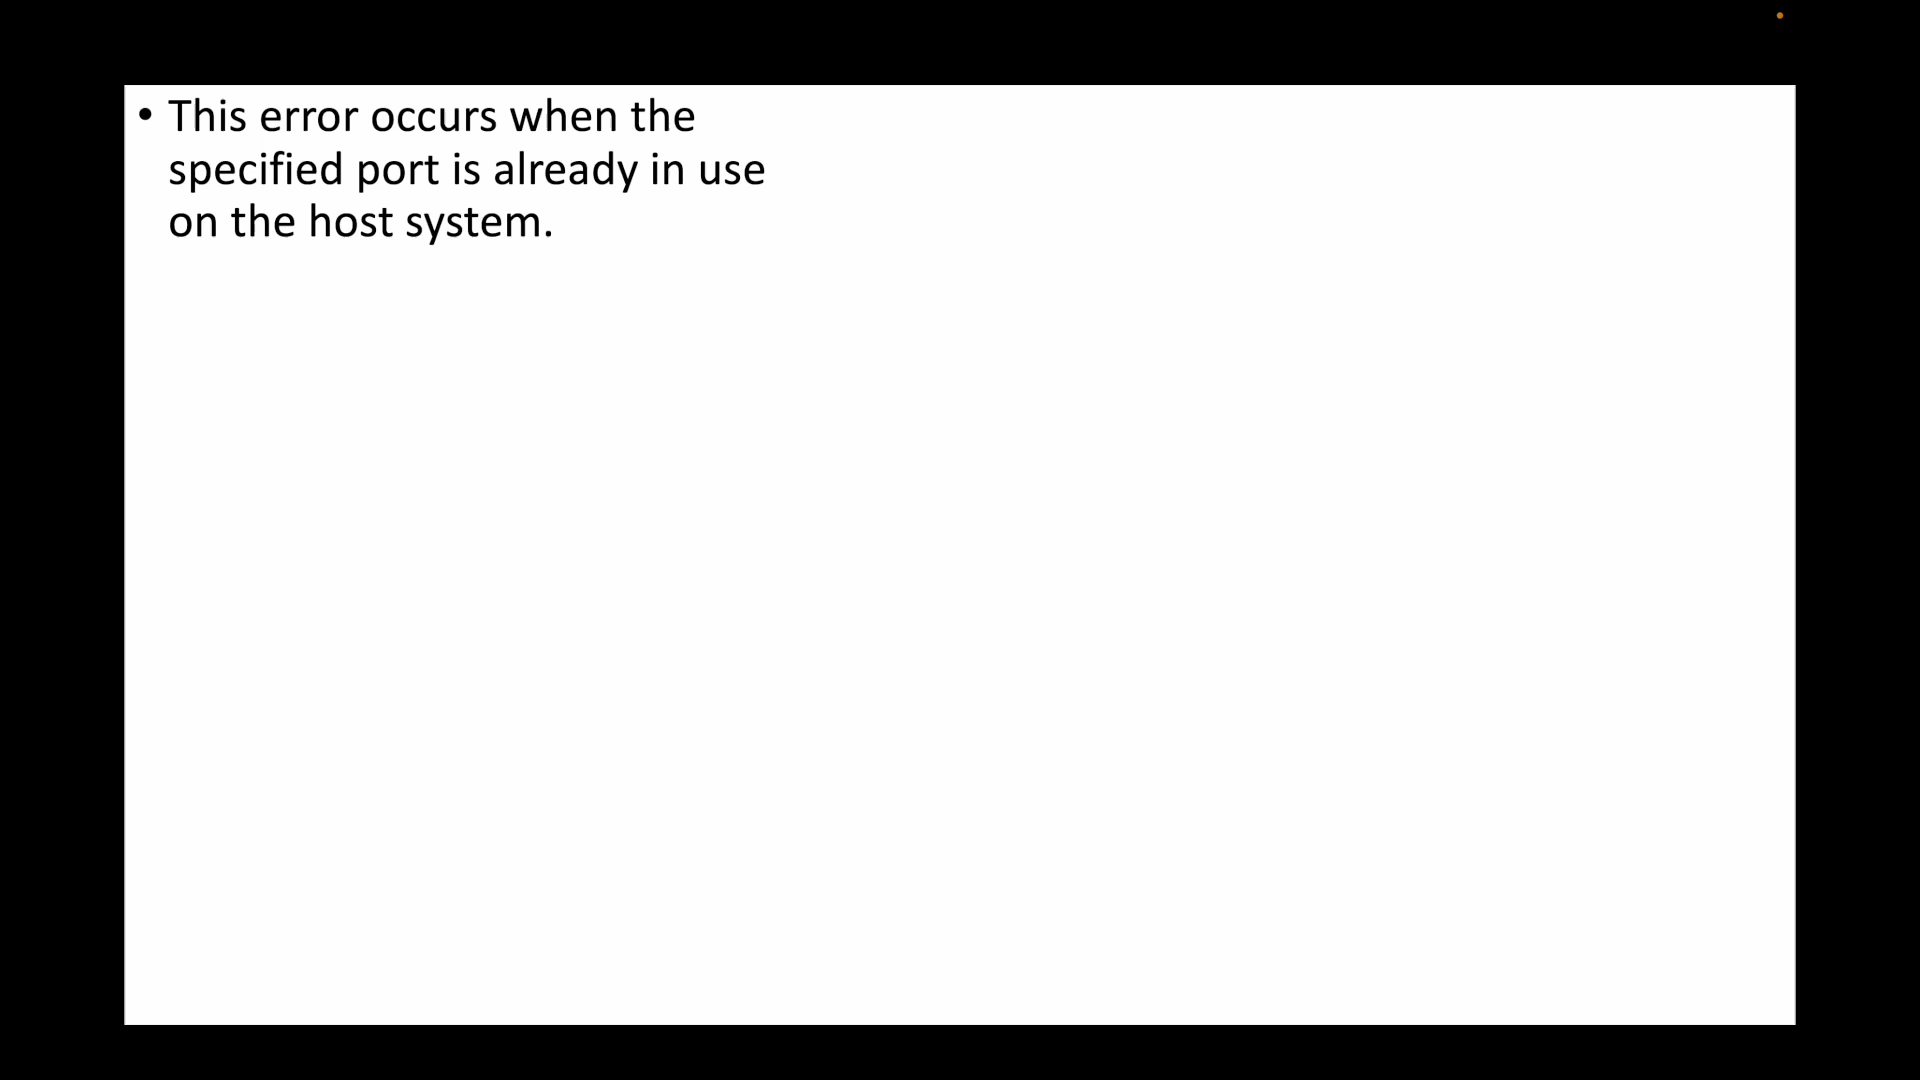 • This error occurs when the
specified port is already in use
on the host system.